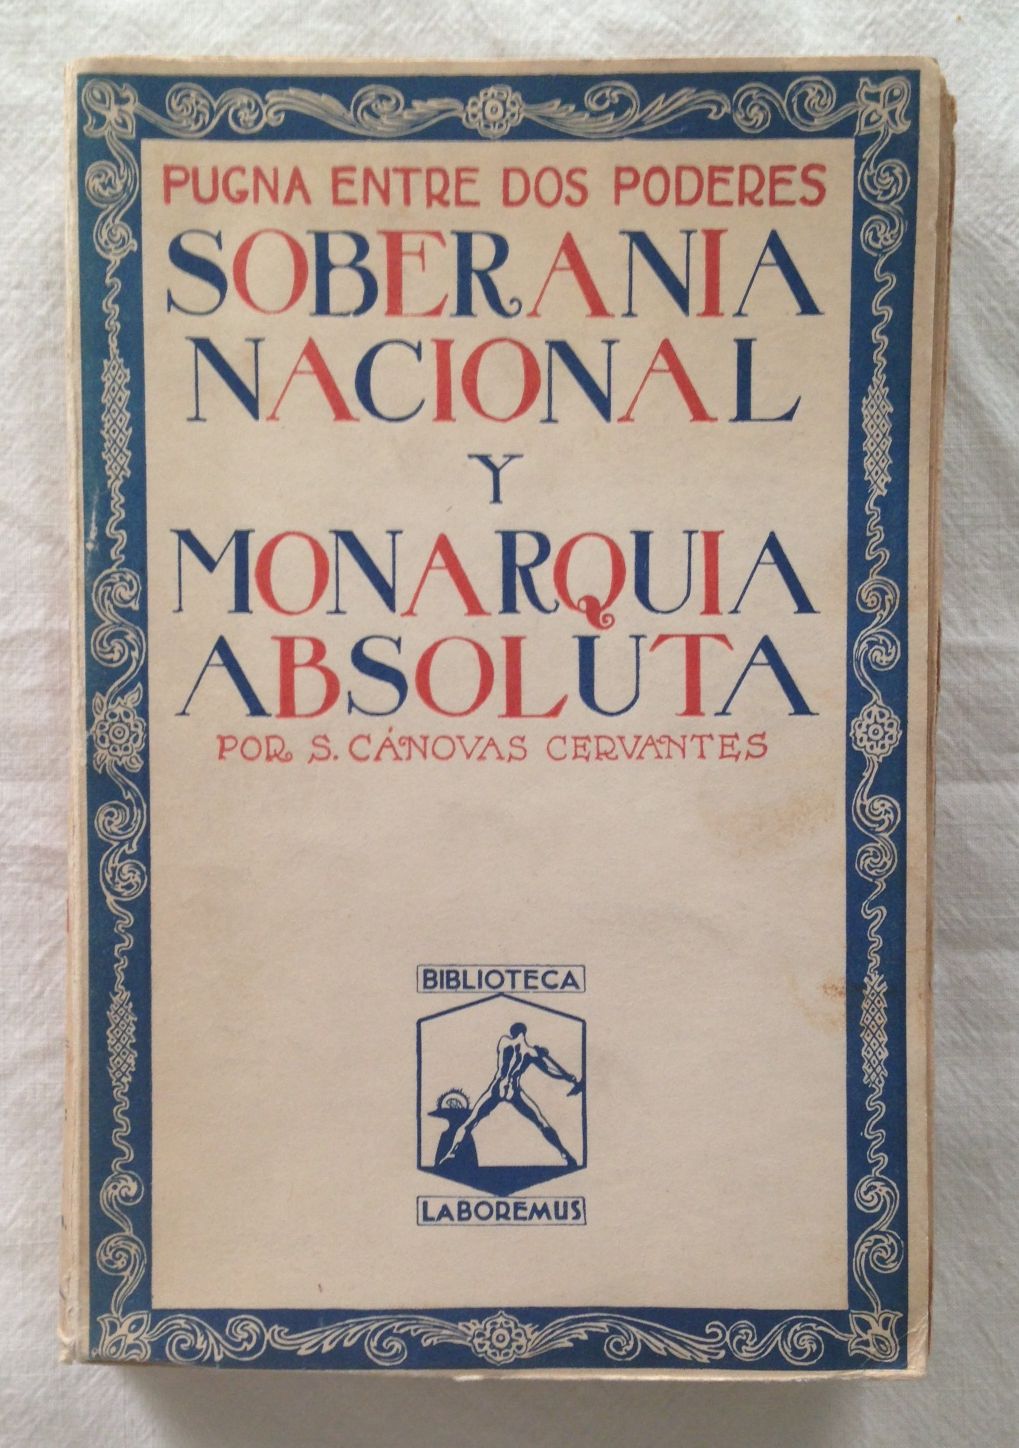 PUGNA ENTRE DOS PODERES
SOBERANIA
NACIONAL
Y
MONARQUIA
ABSOLUTA
POR S. CÁNOVAS CERVANTES
BIBLIOTECA
LABOREMUS